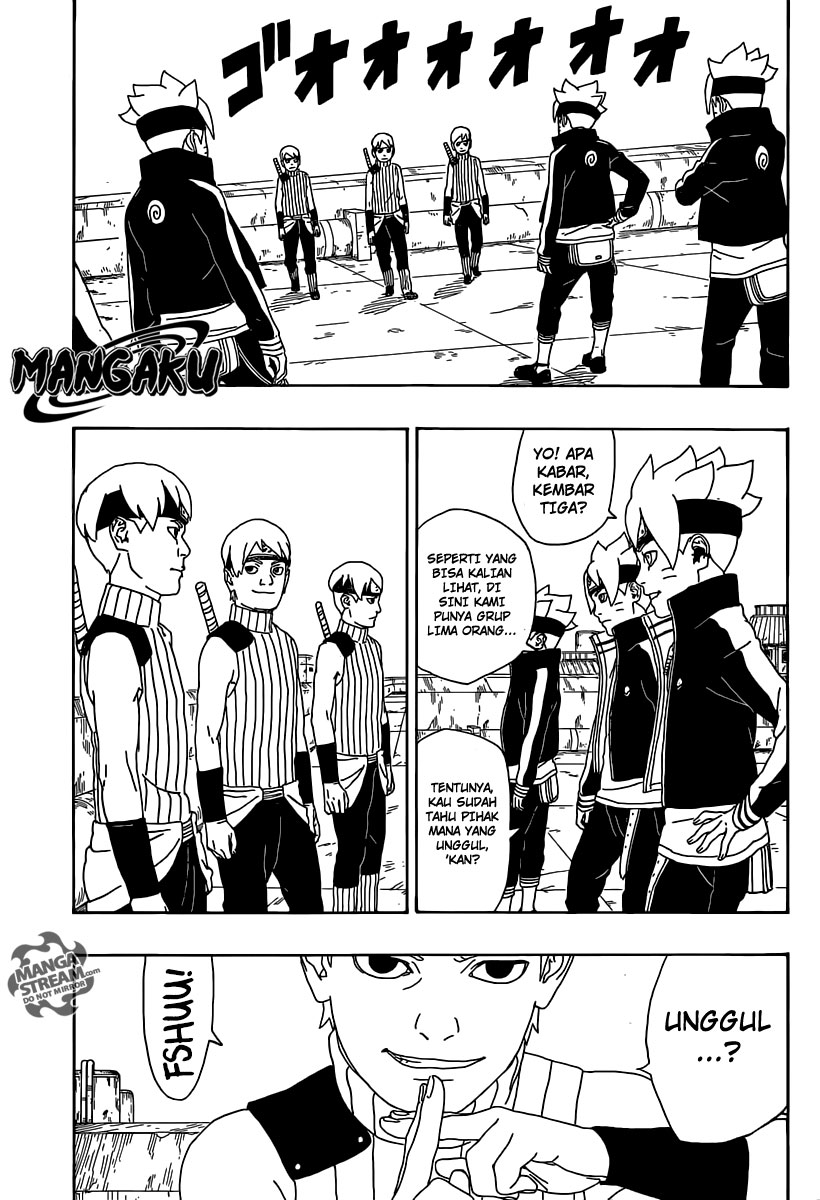 ゴオオオオオオ
MANGAKU
YO! APA
KABAR,
KEMBAR
TIGA?
SEPERTI YANG
BISA KALIAN
LIHAT, DI
SINI KAMI
PUNYA GRUP
LIMA ORANG...
TENTUNYA,
KAU SUDAH
TAHU PIHAK
MANA YANG
UNGGUL,
'KAN?
MANGA
STREAM.com
DO NOT MIRROR!
UNGGUL
...?
FSHUU!